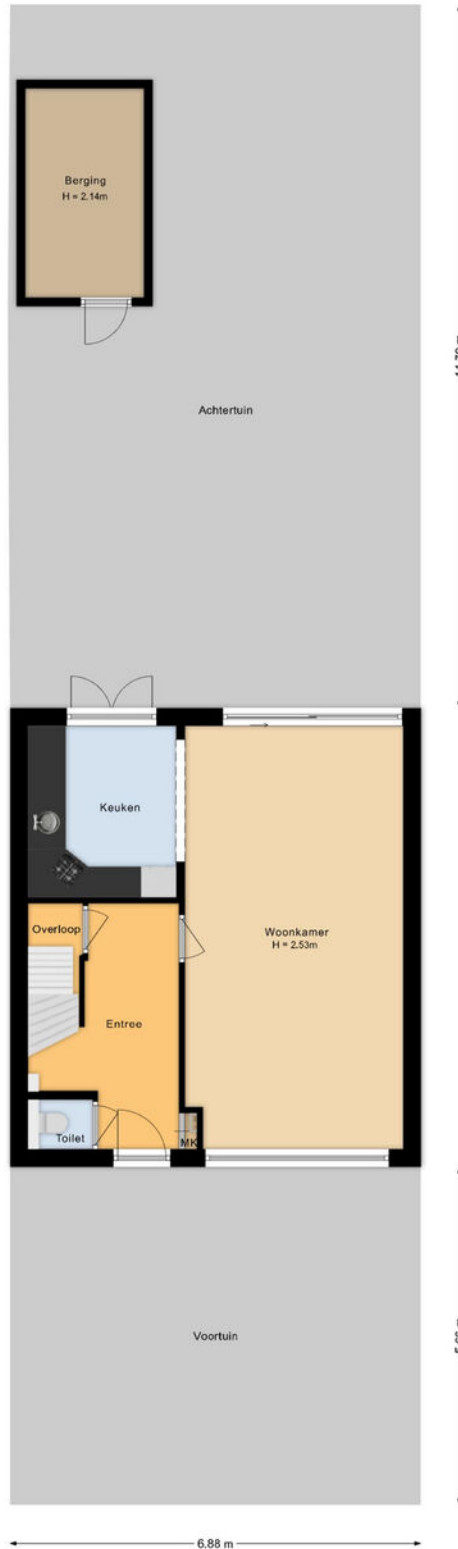 Berging
H = 2.14m
Achtertuin
Keuken
Overloop
Woonkamer
H = 2.53m
Entree
Toilet
MK
Voortuin
6.88 m